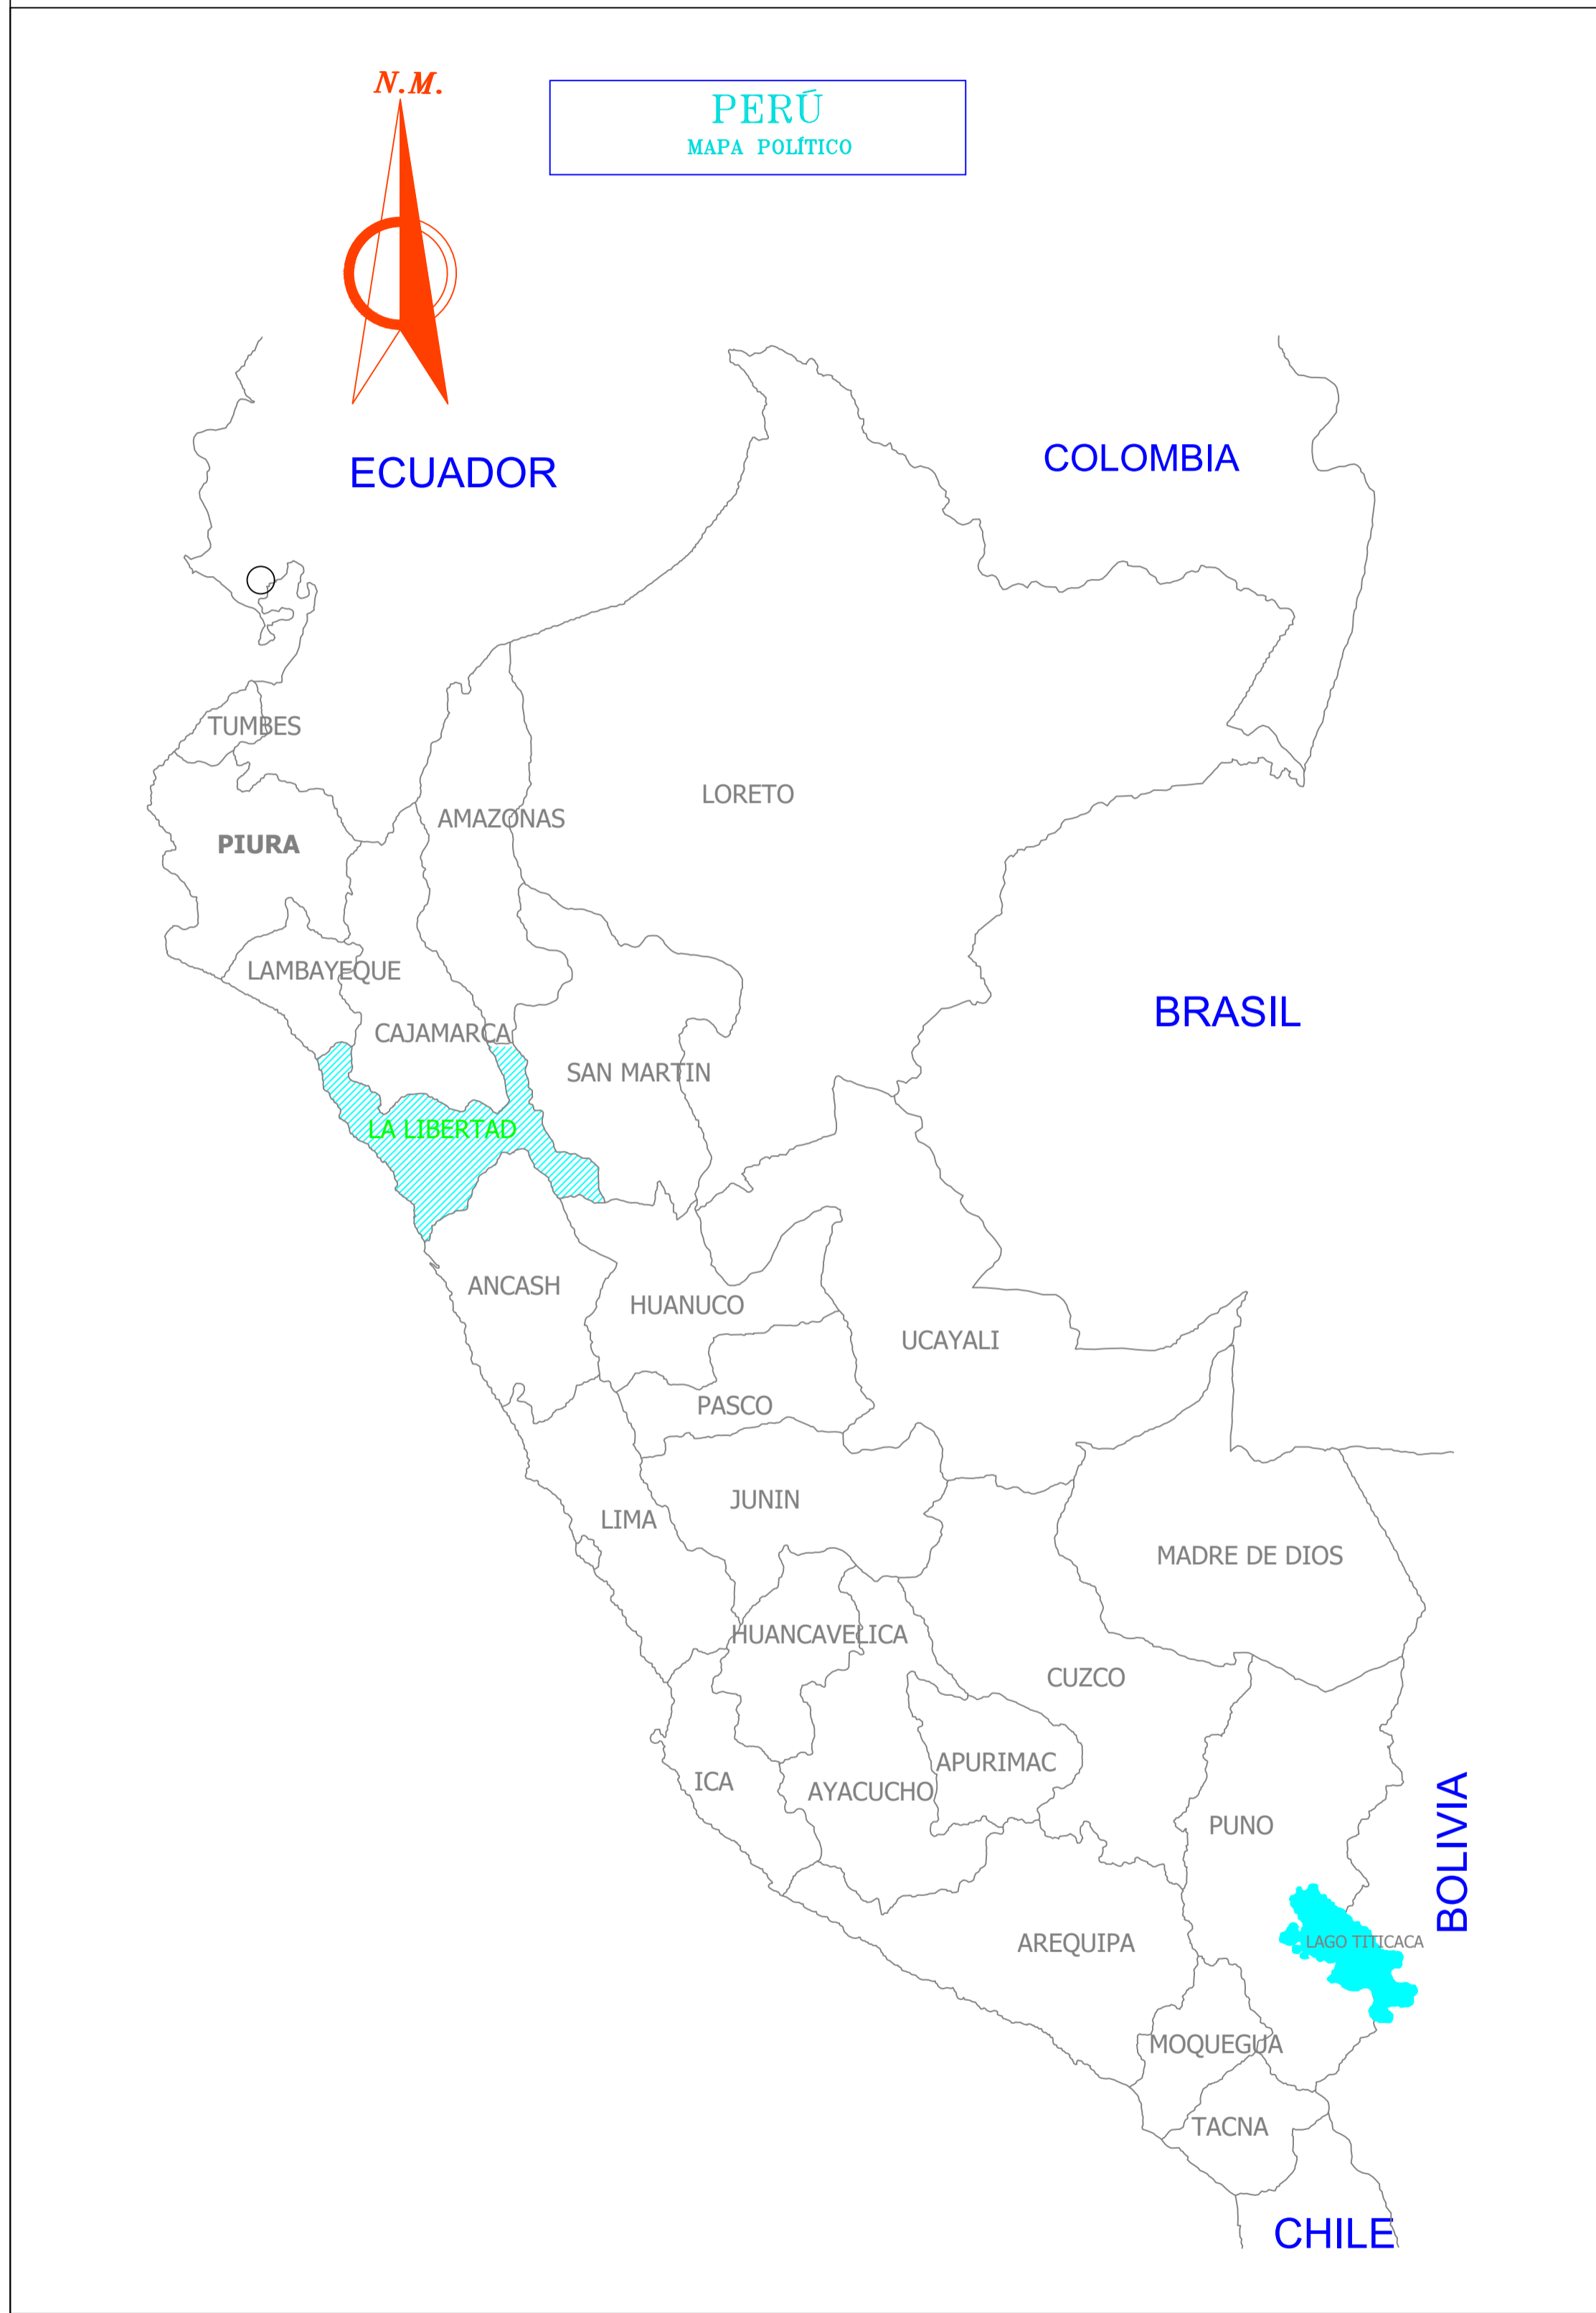 N.M.
PERÚ
MAPA POLÍTICO
ECUADOR
COLOMBIA
TUMBES
LORETO
AMAZONAS
PIURA
LAMBAYEQUE
BRASIL
CAJAMARCA
SAN MARTIN
LA LIBERTAD
ANCASH
HUANUCO
UCAYALI
PASCO
JUNIN
LIMA
MADRE DE DIOS
HUANCAVELICA
CUZCO
APURIMAC
ICA
AYACUCHO
PUNO
BOLIVIA
AREQUIPA
LAGO TITICACA
MOQUEGUA
TACNA
CHILE